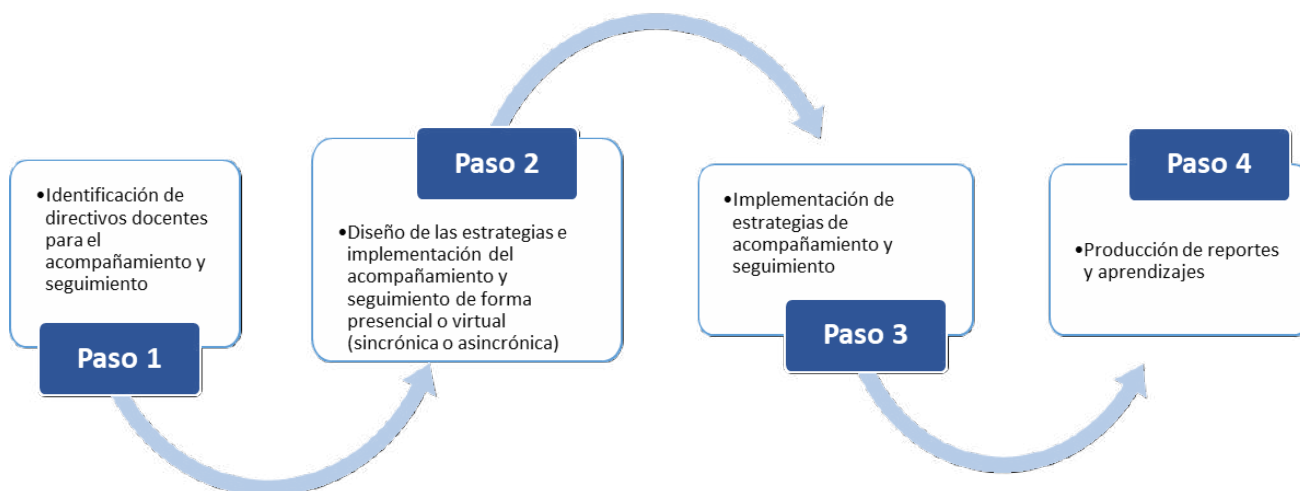 •Identificación de
directivos docentes
para el
acompañamiento y
seguimiento
Paso 1
Paso 2
•Diseño de las estrategias e
implementación del
acompañamiento y
seguimiento de forma
presencial o virtual
(sincrónica o asincrónica)
•Implementación de
estrategias de
acompañamiento y
seguimiento
Paso 3
Paso 4
•Producción de reportes
y aprendizajes